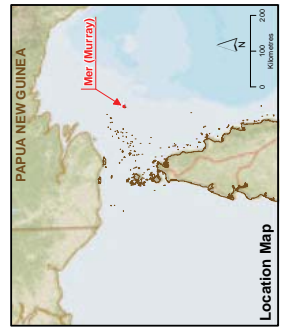 PAPUA NEW GUINEA
Mer (Murray)
N
0 100 200
Kilometres
Location Map